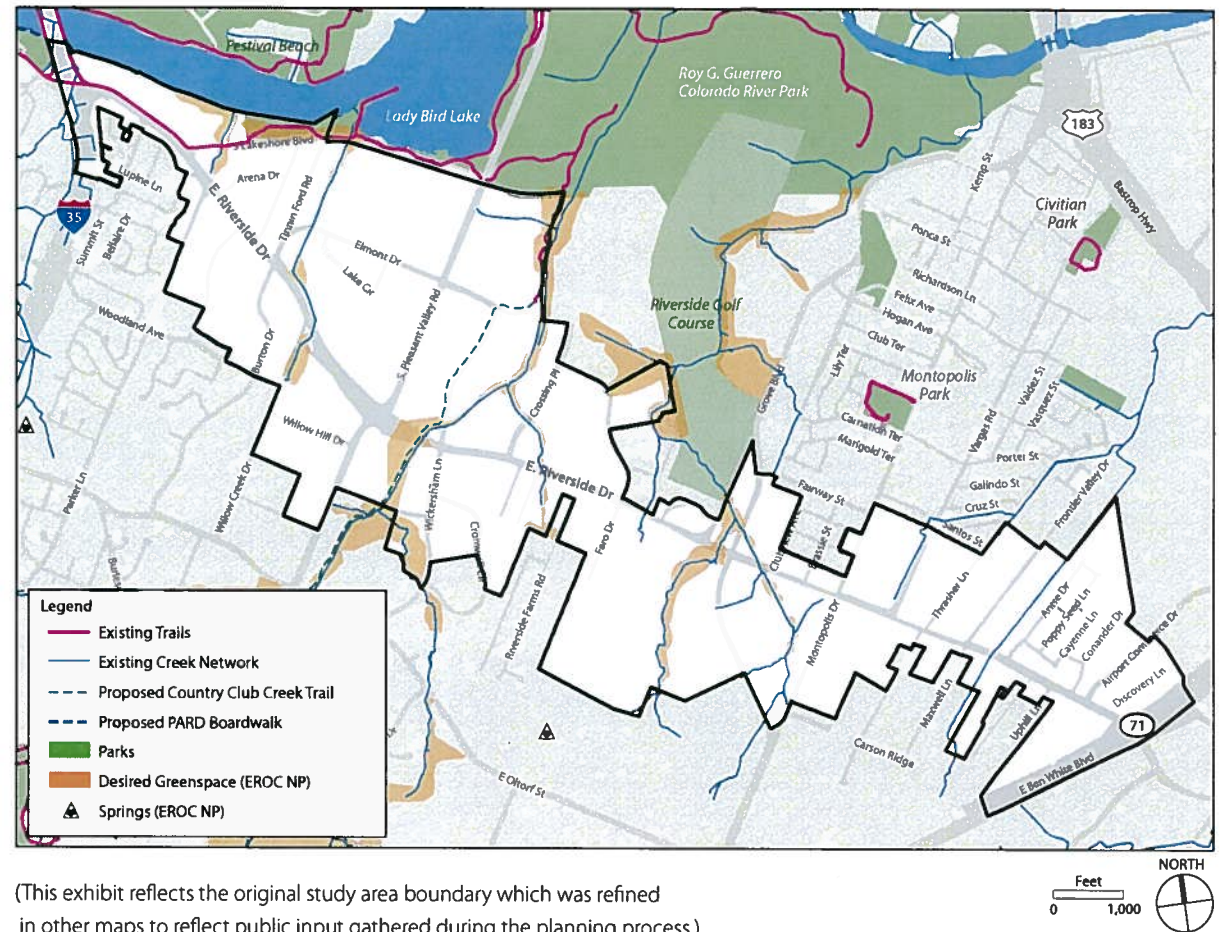 Festival Beach
Roy G. Guerrero
Colorado River Park
Lady Bird Lake
183
Lakeshore Blvd
Kemp St
Lupine Ln
Arena Dr
Bastrop Hwy
Civitian
Park
35
Summit St
Bellaire Dr
E. Riverside Dr
Tinnin Ford Rd
Ponca St
Elmont Dr
Lake Cr
Richardson Ln
Felix Ave
Hogan Ave
Club Ter
Riverside Golf
Course
Woodland Ave
Burton Dr
S. Pleasant Valley Rd
Lily Ter
Montopolis
Park
Valdez St
Vasquez St
Crossing Pl
Grove Blvd
Carnation Ter
Marigold Ter
Vargas Rd
Willow Hill Dr
Porter St
E. Riverside Dr
Galindo St
Cruz St
Frontier Valley Dr
Parker Ln
Willow Creek Dr
Wickersham Ln
Fairway St
Santos St
Faro Dr
Brassie St
Riverside Farms Rd
Montopolis Dr
Thrasher Ln
Anne Dr
Poppy Seed Ln
Cayenne Ln
Conander Dr
Airport Commerce Dr
Discovery Ln
Maxwell Ln
Uphill Ln
71
Carson Ridge
E Ben White Blvd
E Oltorf St
Legend
Existing Trails
Existing Creek Network
Proposed Country Club Creek Trail
Proposed PARD Boardwalk
Parks
Desired Greenspace (EROC NP)
Springs (EROC NP)
NORTH
Feet
0 1,000
(This exhibit reflects the original study area boundary which was refined
in other maps to reflect public input gathered during the planning process.)